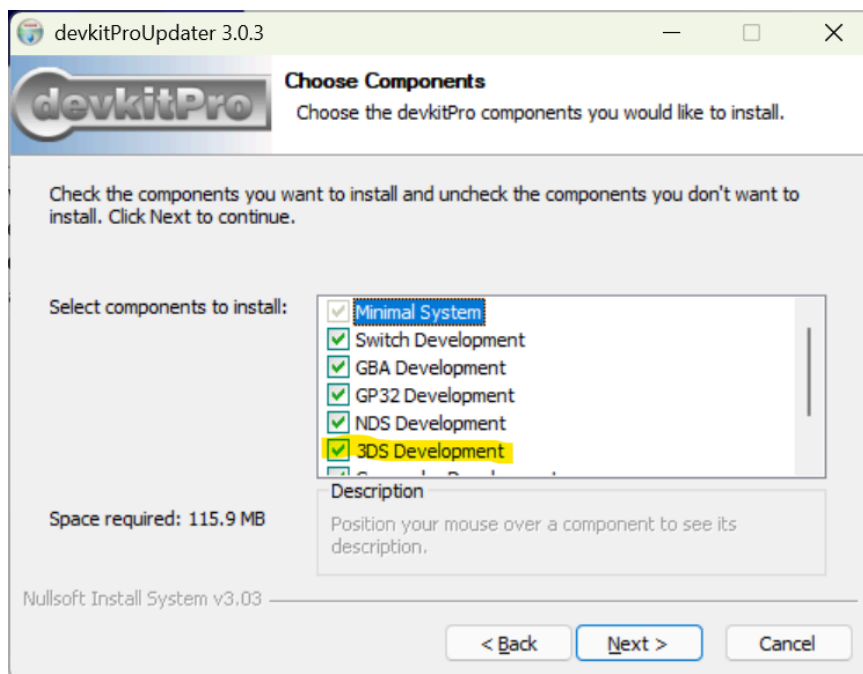 devkitProUpdater 3.0.3
devkitPro
Choose Components
Choose the devkitPro components you would like to install.
Check the components you want to install and uncheck the components you don't want to
install. Click Next to continue.
Select components to install:
Minimal System
Switch Development
GBA Development
GP32 Development
NDS Development
3DS Development
Space required: 115.9 MB
Description
Position your mouse over a component to see its
description.
Nullsoft Install System v3.03
< Back
Next >
Cancel